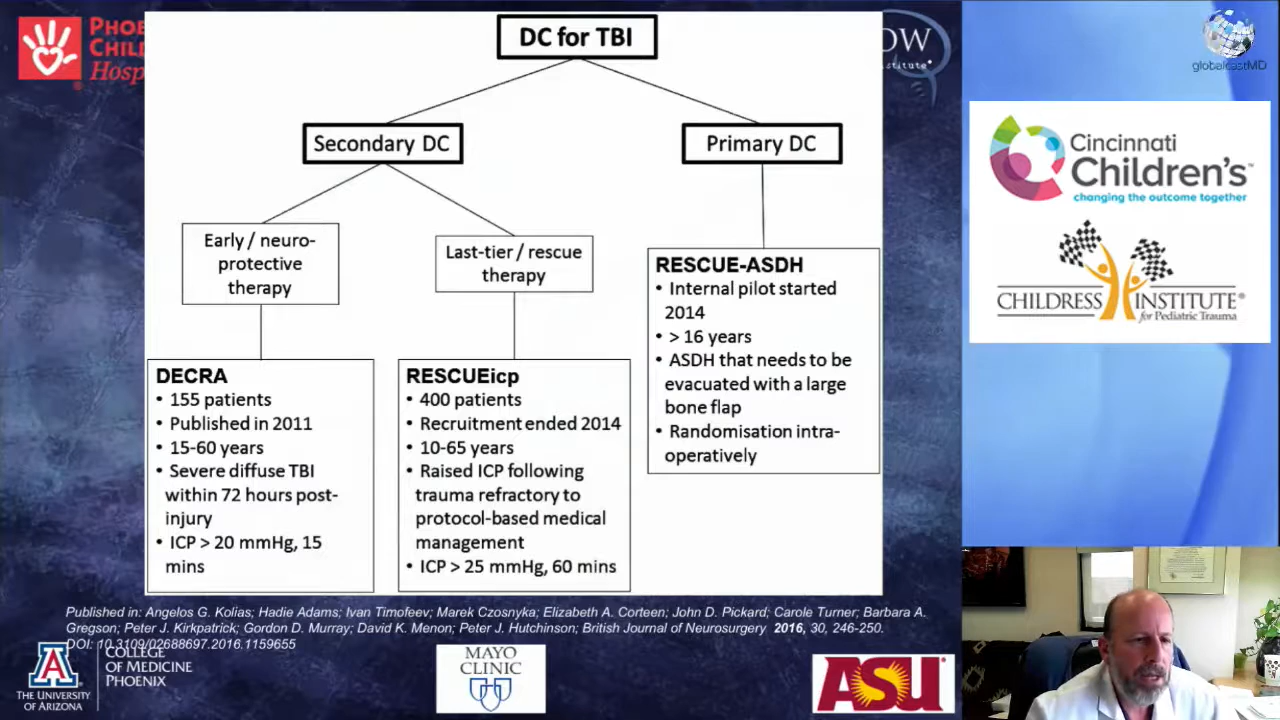 PHOE
CHIL
Hosp
OW
stitute
DC for TBI
Secondary DC
Primary DC
Early / neuro-
protective
therapy
Last-tier / rescue
therapy
DECRA
• 155 patients
• Published in 2011
• 15-60 years
• Severe diffuse TBI
within 72 hours post-
injury
• ICP > 20 mmHg, 15
mins
RESCUEicp
• 400 patients
• Recruitment ended 2014
• 10-65 years
• Raised ICP following
trauma refractory to
protocol-based medical
management
• ICP > 25 mmHg, 60 mins
RESCUE-ASDH
• Internal pilot started
2014
• > 16 years
• ASDH that needs to be
evacuated with a large
bone flap
• Randomisation intra-
operatively
Published in: Angelos G. Kolias; Hadie Adams; Ivan Timofeev; Marek Czosnyka; Elizabeth A. Corteen; John D. Pickard; Carole Turner; Barbara A.
Gregson; Peter J. Kirkpatrick; Gordon D. Murray; David K. Menon; Peter J. Hutchinson; British Journal of Neurosurgery 2016, 30, 246-250.
DOI: 10.3109/02688697.2016.1159655
A
THE UNIVERSITY
OF ARIZONA
COLLEGE
OF MEDICINE
PHOENIX
MAYO
CLINIC
ASU
globalcastMD
Cincinnati
Children's™
changing the outcome together
CHILDRESS INSTITUTE®
for Pediatric Trauma